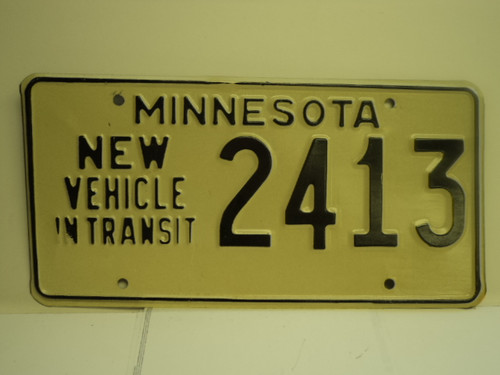 MINNESOTA
NEW
VEHICLE
IN TRANSIT
2413